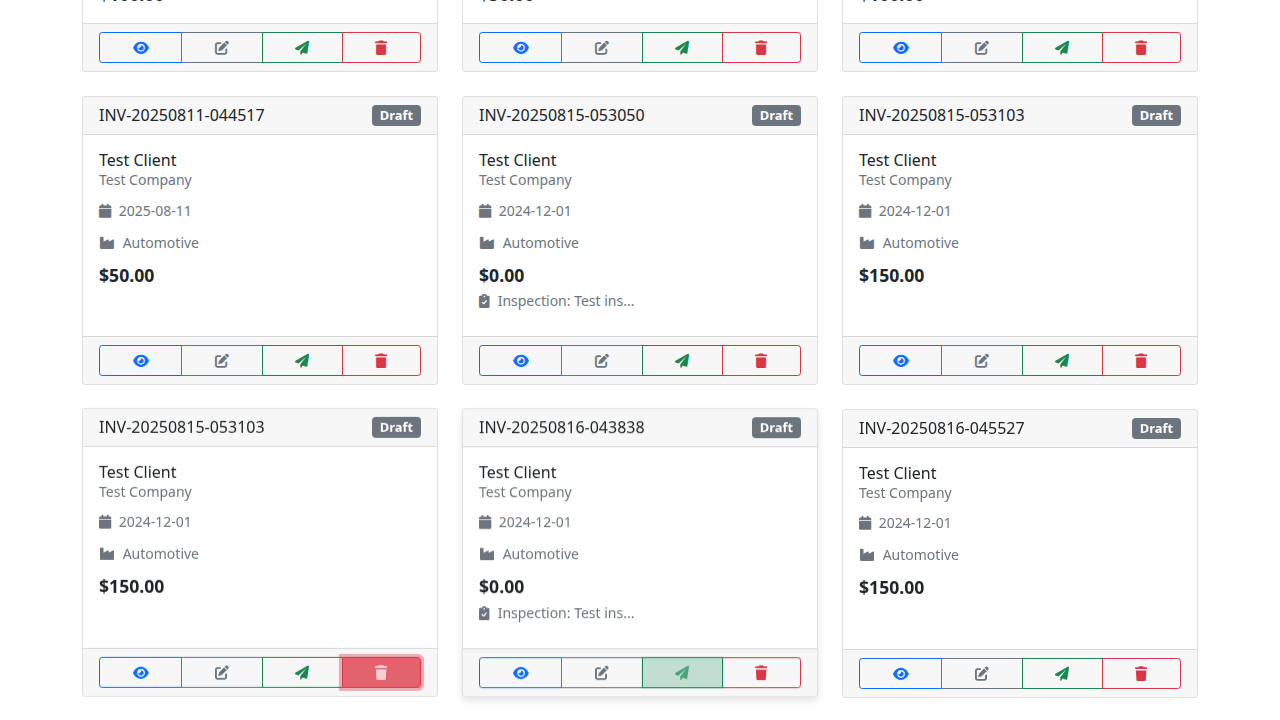 INV-20250811-044517 Draft
Test Client
Test Company
2025-08-11
Automotive
$50.00
INV-20250815-053050 Draft
Test Client
Test Company
2024-12-01
Automotive
$0.00
Inspection: Test ins...
INV-20250815-053103 Draft
Test Client
Test Company
2024-12-01
Automotive
$150.00
INV-20250815-053103 Draft
Test Client
Test Company
2024-12-01
Automotive
$150.00
INV-20250816-043838 Draft
Test Client
Test Company
2024-12-01
Automotive
$0.00
Inspection: Test ins...
INV-20250816-045527 Draft
Test Client
Test Company
2024-12-01
Automotive
$150.00